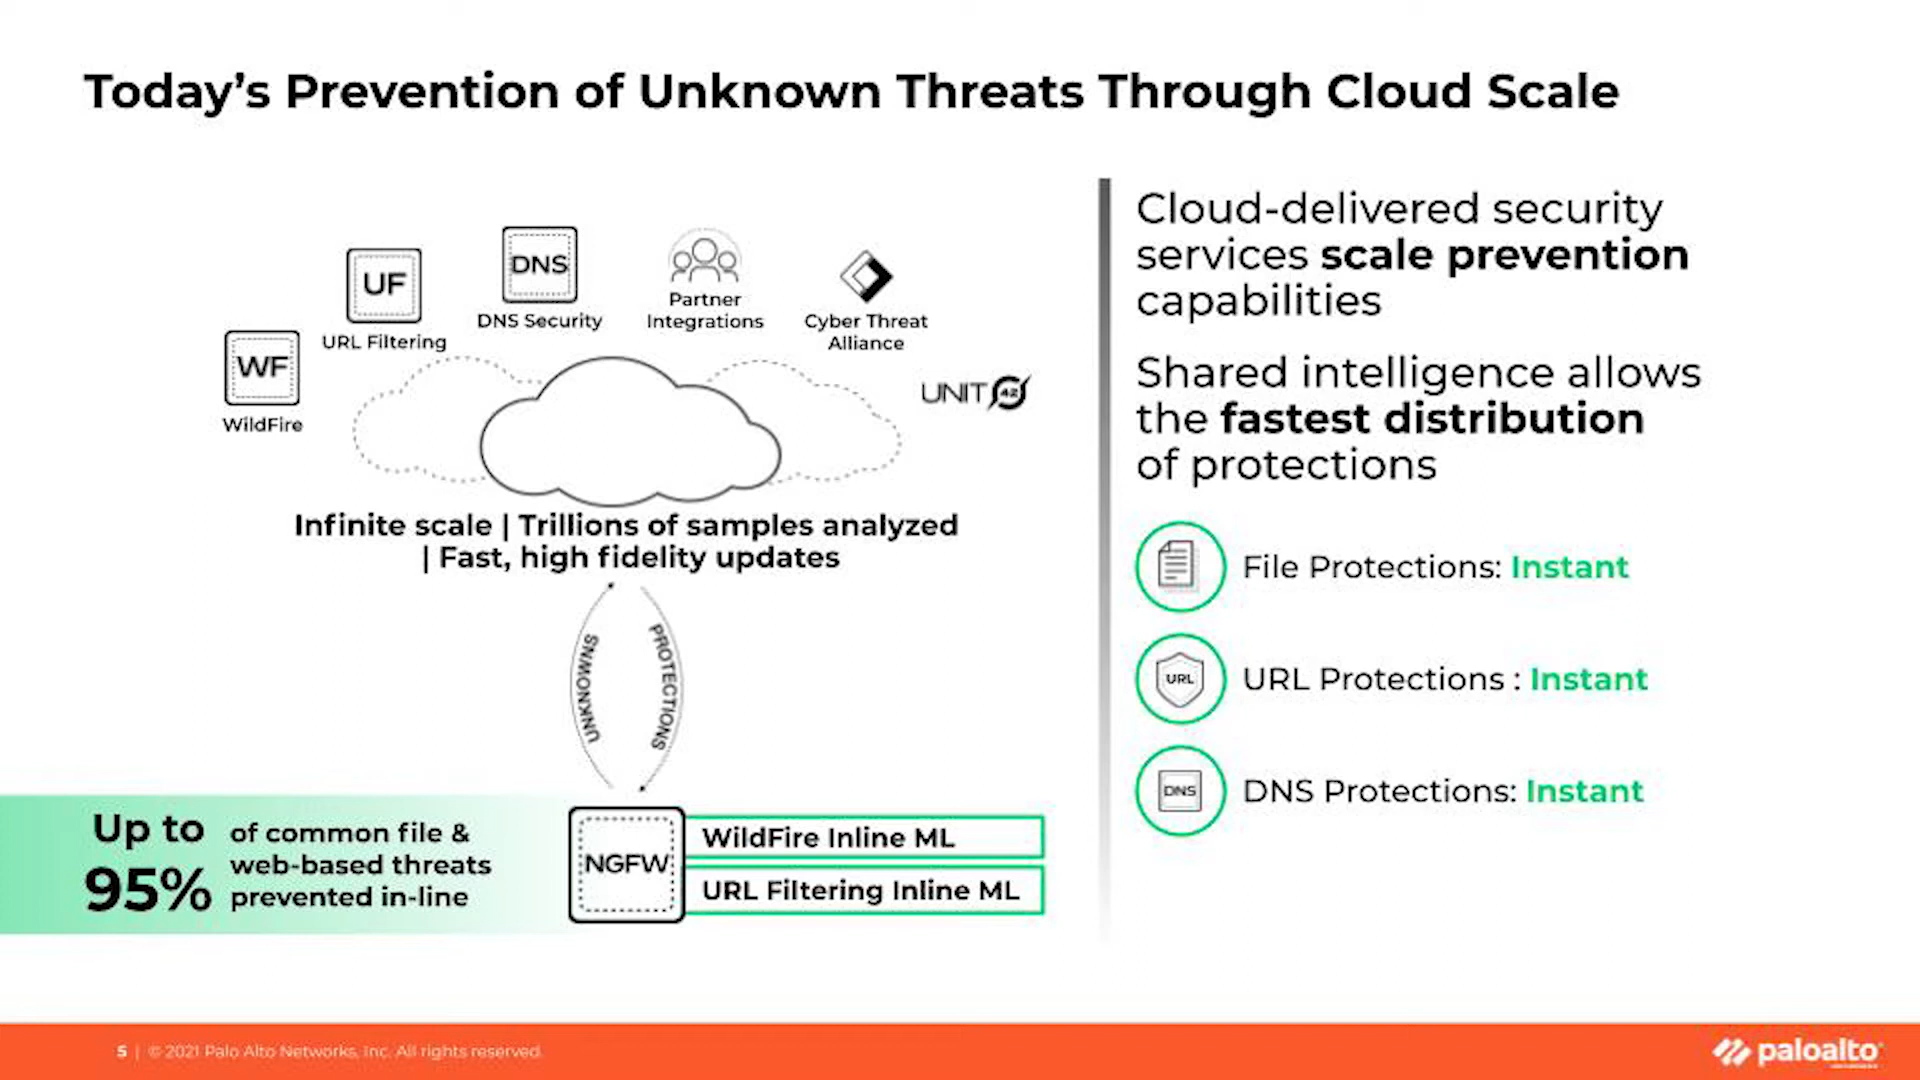 Today's Prevention of Unknown Threats Through Cloud Scale
WF
WildFire
UF
URL Filtering
DNS
DNS Security
Partner
Integrations
Cyber Threat
Alliance
UNIT 42
Infinite scale | Trillions of samples analyzed
| Fast, high fidelity updates
UNKNOWNS
PROTECTIONS
Up to
95%
of common file &
web-based threats
prevented in-line
NGFW
WildFire Inline ML
URL Filtering Inline ML
Cloud-delivered security
services scale prevention
capabilities
Shared intelligence allows
the fastest distribution
of protections
File Protections: Instant
URL
URL Protections : Instant
DNS
DNS Protections: Instant
5 | © 2021 Palo Alto Networks, Inc. All rights reserved.
paloalto